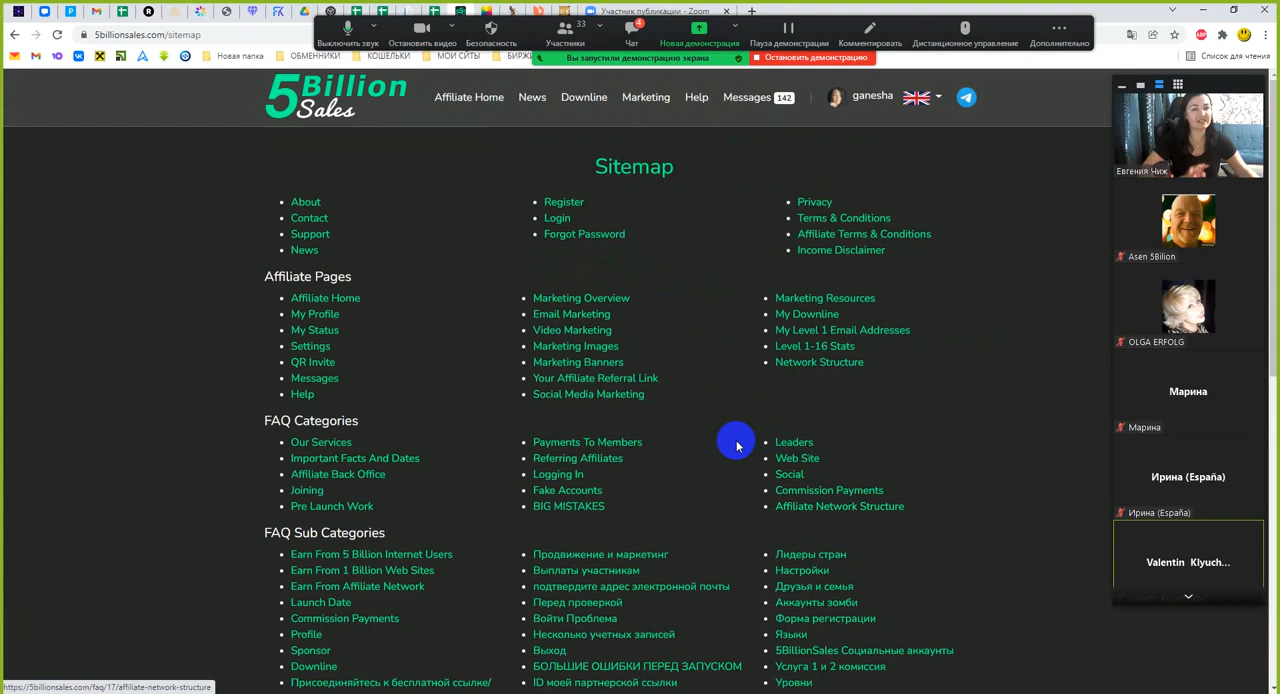 Участник публикации - Zoom
5billionsales.com/sitemap
Выключить звук
Остановить видео
Безопасность
33
Участники
4
Чат
Новая демонстрация
Пауза демонстрации
Комментировать
Дистанционное управление
Дополнительно
Новая папка
ОБМЕННИКИ
КОШЕЛЬКИ
МОИ СИТЫ
БИРЖ
Вы запустили демонстрацию экрана
Остановить демонстрацию
Список для чтения
5Billion
Sales
Affiliate Home News Downline Marketing Help Messages 142 ganesha
Sitemap
About
Contact
Support
News
Register
Login
Forgot Password
Privacy
Terms & Conditions
Affiliate Terms & Conditions
Income Disclaimer
Affiliate Pages
Affiliate Home
My Profile
My Status
Settings
QR Invite
Messages
Help
Marketing Overview
Email Marketing
Video Marketing
Marketing Images
Marketing Banners
Your Affiliate Referral Link
Social Media Marketing
Marketing Resources
My Downline
My Level 1 Email Addresses
Level 1-16 Stats
Network Structure
FAQ Categories
Our Services
Important Facts And Dates
Affiliate Back Office
Joining
Pre Launch Work
Payments To Members
Referring Affiliates
Logging In
Fake Accounts
BIG MISTAKES
Leaders
Web Site
Social
Commission Payments
Affiliate Network Structure
FAQ Sub Categories
Earn From 5 Billion Internet Users
Earn From 1 Billion Web Sites
Earn From Affiliate Network
Launch Date
Commission Payments
Profile
Sponsor
Downline
Присоединяйтесь к бесплатной ссылке/
Продвижение и маркетинг
Выплаты участникам
подтвердите адрес электронной почты
Перед проверкой
Войти Проблема
Несколько учетных записей
Выход
БОЛЬШИЕ ОШИБКИ ПЕРЕД ЗАПУСКОМ
ID моей партнерской ссылки
Лидеры стран
Настройки
Друзья и семья
Аккаунты зомби
Форма регистрации
Языки
5BillionSales Социальные аккаунты
Услуга 1 и 2 комиссия
Уровни
Евгения Чиж
Asen 5Bilion
OLGA ERFOLG
Марина
Марина
Ирина (España)
Ирина (España)
Valentin Klyuch...
https://5billionsales.com/faq/17/affiliate-network-structure